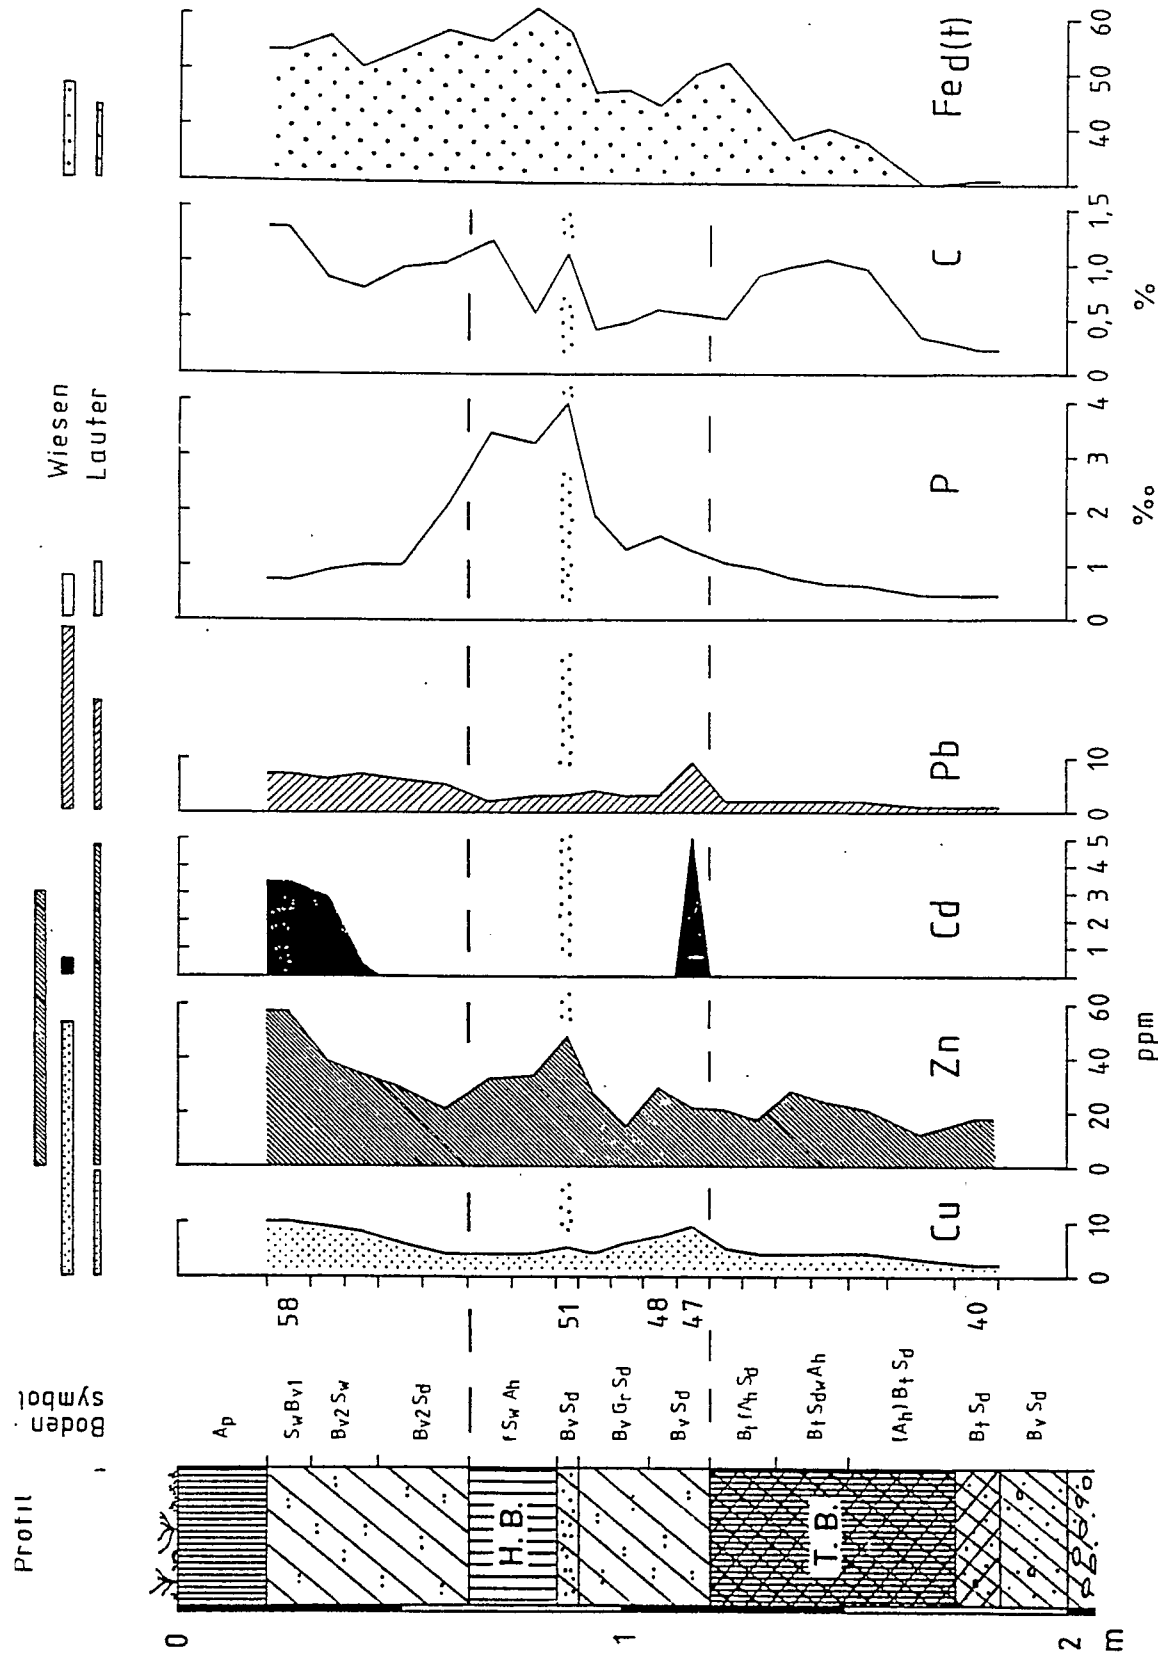 Profil
Boden-
symbol
Wiesen
Lauter
0
1
2
m
H. B.
T. B.
Ap
SwBv1
Bv2 Sw
Bv2 Sd
fSw Ah
Bv Sd
Bv Gr Sd
Bv Sd
Bt fAh Sd
Bt Sdw Ah
(Ah) Bt Sd
Bt Sd
Bv Sd
58
51
48
47
40
Cu
0 10
Zn
0 20 40 60
ppm
Cd
1 2 3 4 5
Pb
0 10
P
0 1 2 3 4
‰
C
0 0,5 1,0 1,5
%
Fed(t)
40 50 60